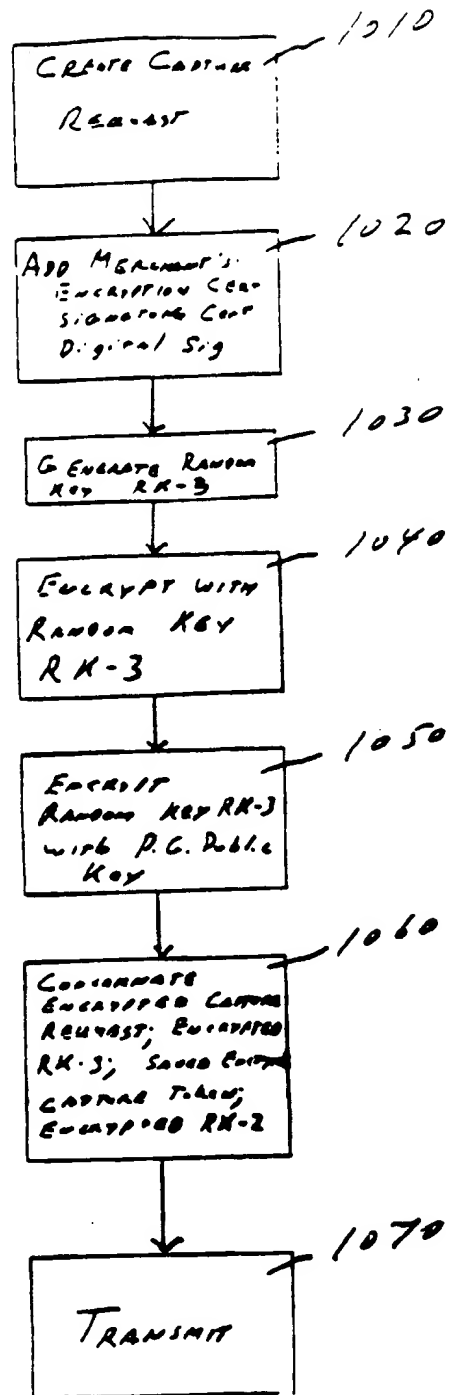 1010
CREATE CAPTURE
REQUEST
1020
ADD MERCHANT'S
ENCRYPTION CERT
SIGNATURE CERT
Digital Sig
1030
GENERATE RANDOM
KEY RK-3
1040
ENCRYPT WITH
RANDOM KEY
RK-3
1050
ENCRYPT
RANDOM KEY RK-3
with P.G. Public
Key
1060
ENCRYPTED CAPTURE
REQUEST; ENCRYPTED
RK-3; SAVED
CAPTURE TOKEN;
ENCRYPTED RK-2
1070
TRANSMIT